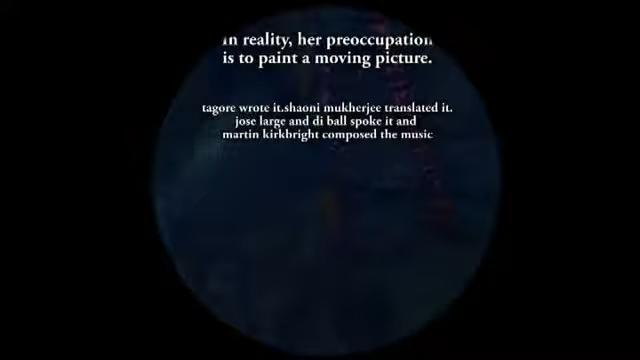 in reality, her preoccupation
is to paint a moving picture.
tagore wrote it.shaoni mukherjee translated it.
jose large and di ball spoke it and
martin kirkbright composed the music